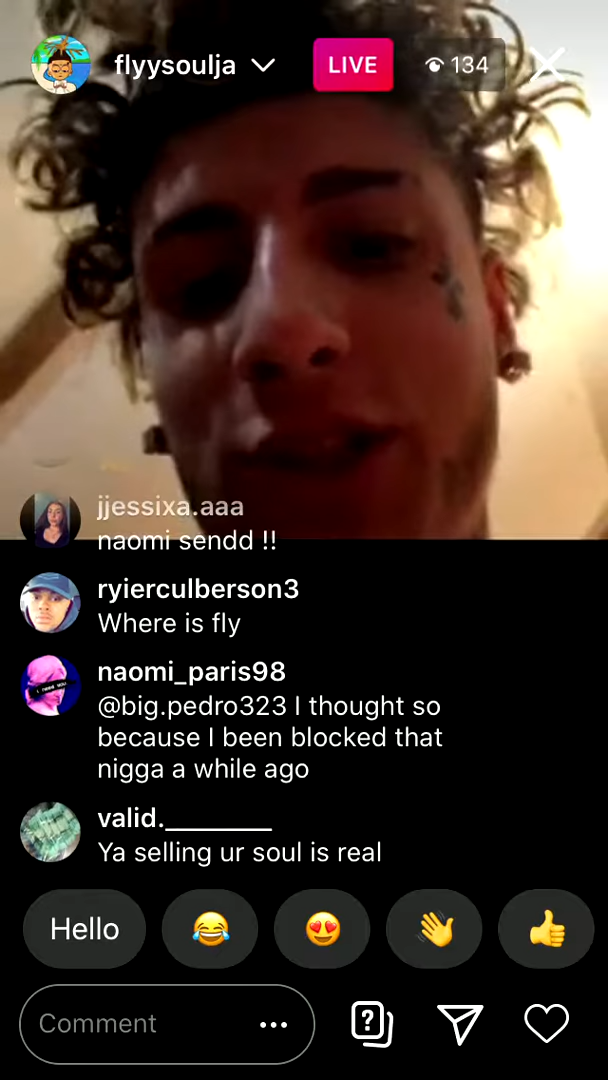 flyysoulja LIVE 134
jjessixa.aaa
naomi sendd !!
ryierculberson3
Where is fly
naomi_paris98
@big.pedro323 I thought so
because I been blocked that
nigga a while ago
valid.________
Ya selling ur soul is real
Hello
Comment